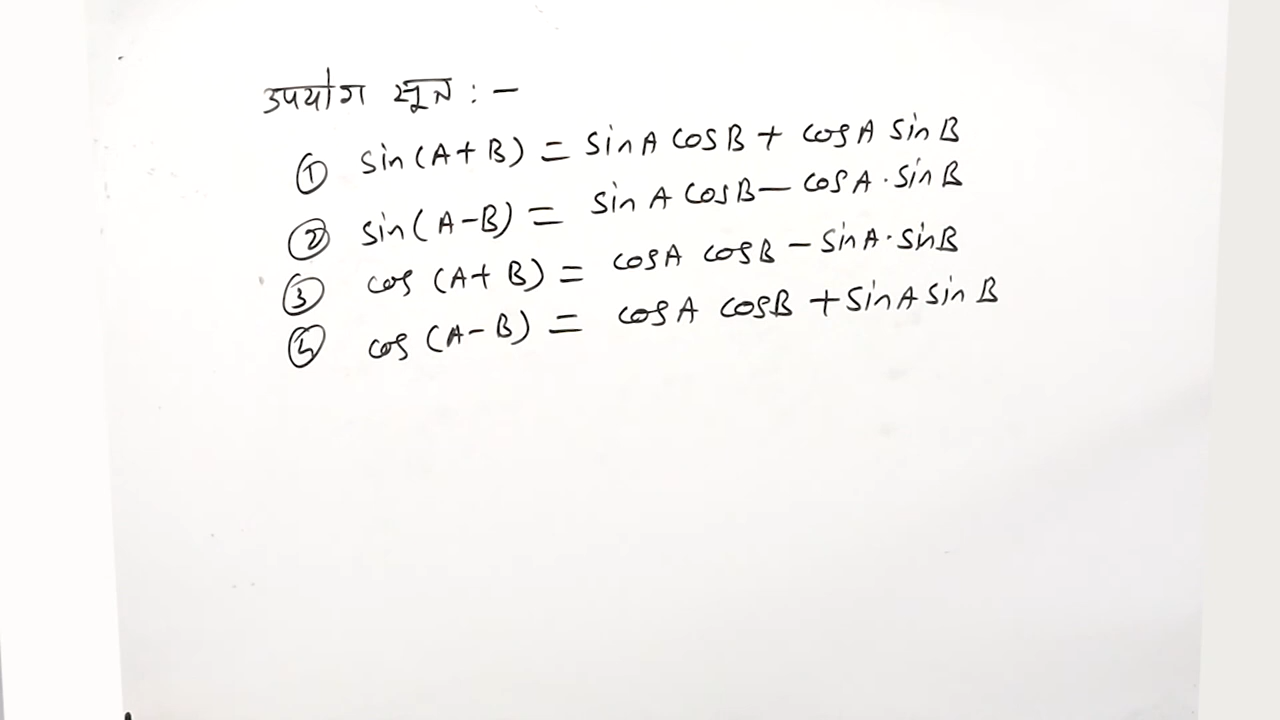 उपयोग सूत्र :-
① sin(A+B) = sinA cosB + cosA sinB
② sin(A-B) = sinA cosB - cosA·sinB
③ cos(A+B) = cosA cosB - sinA·sinB
④ cos(A-B) = cosA cosB + sinA sinB